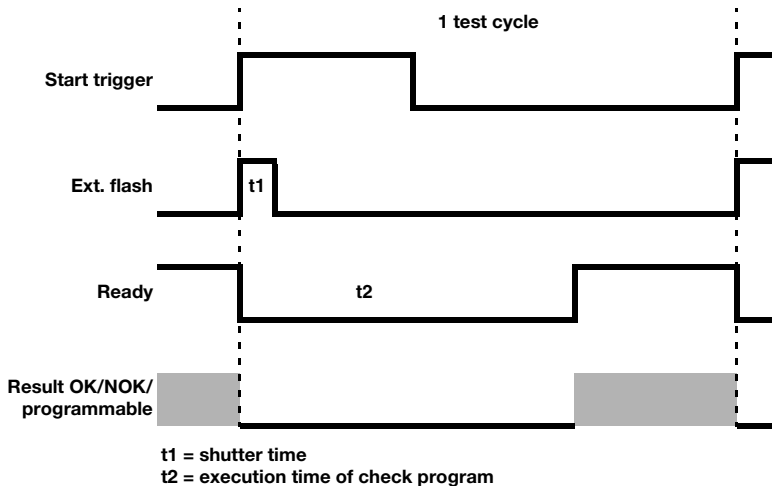 1 test cycle
Start trigger
Ext. flash
t1
Ready
t2
Result OK/NOK/
programmable
t1 = shutter time
t2 = execution time of check program